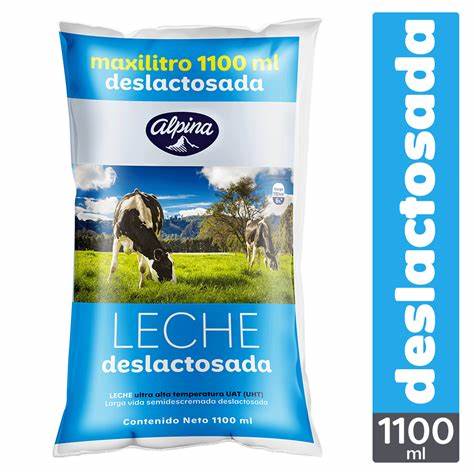 maxilitro 1100 ml
deslactosada
alpina
LECHE
deslactosada
LECHE ultra alta temperatura UAT (UHT)
Larga vida semidescremada deslactosada
Contenido Neto 1100 ml
deslactosada
1100
ml